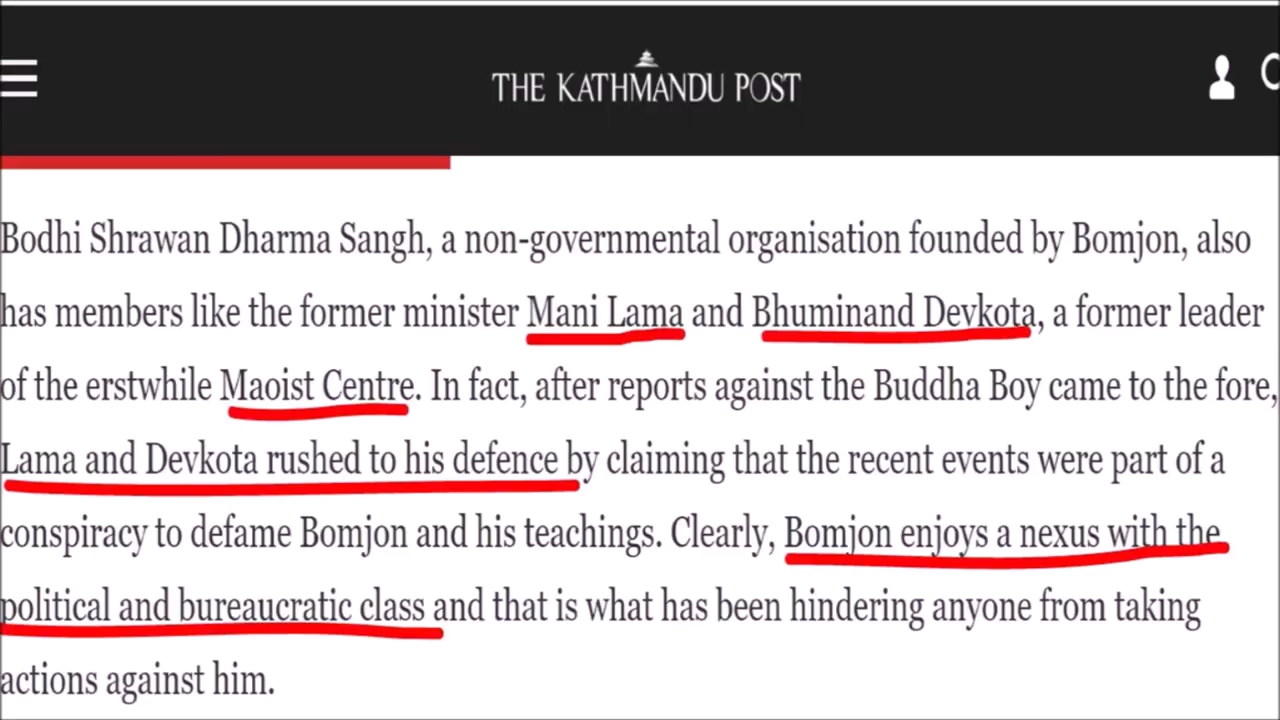 THE KATHMANDU POST
Bodhi Shrawan Dharma Sangh, a non-governmental organisation founded by Bomjon, also
has members like the former minister Mani Lama and Bhuminand Devkota, a former leader
of the erstwhile Maoist Centre. In fact, after reports against the Buddha Boy came to the fore,
Lama and Devkota rushed to his defence by claiming that the recent events were part of a
conspiracy to defame Bomjon and his teachings. Clearly, Bomjon enjoys a nexus with the
political and bureaucratic class and that is what has been hindering anyone from taking
actions against him.